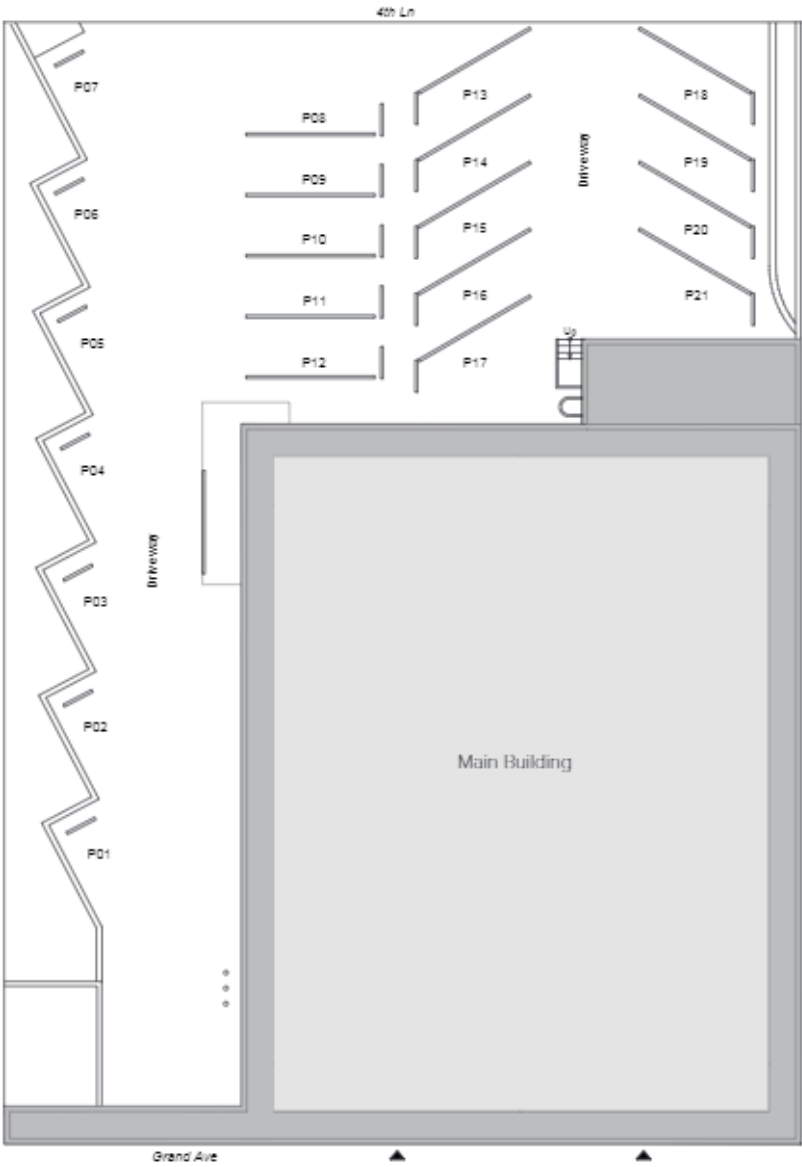 4th Ln
P07
P08
P13
P18
P06
P09
P14
Driveway
P19
P10
P15
P20
P05
P11
P16
P21
P12
P17
Up
P04
Driveway
P03
P02
Main Building
P01
Grand Ave